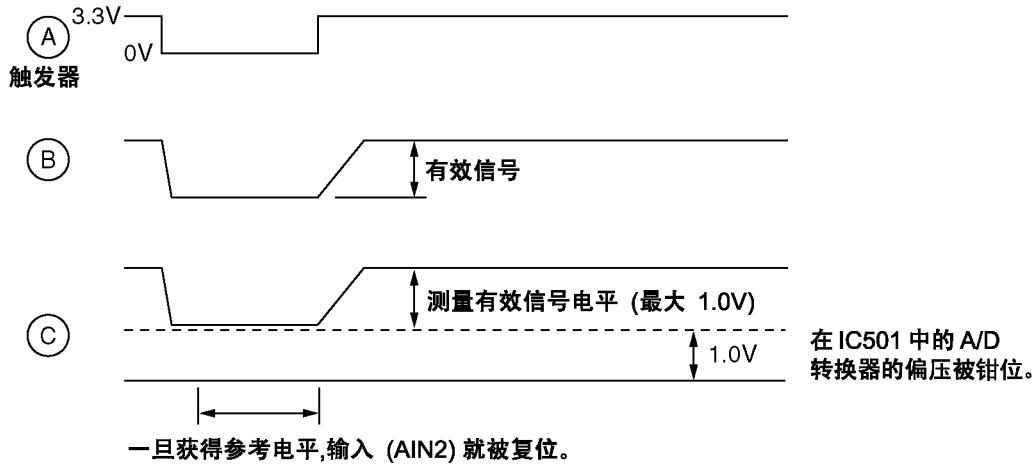 A
3.3V
0V
触发器
B
有效信号
C
测量有效信号电平 (最大 1.0V)
1.0V
在 IC501 中的 A/D
转换器的偏压被钳位。
一旦获得参考电平,输入 (AIN2) 就被复位。